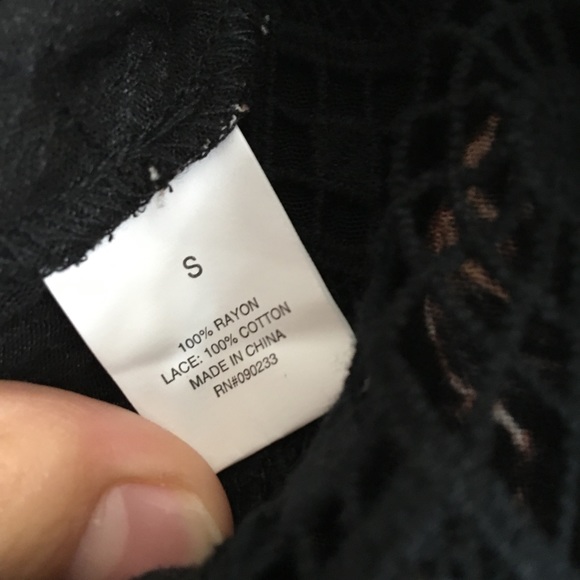 S
100% RAYON
LACE: 100% COTTON
MADE IN CHINA
RN#090233